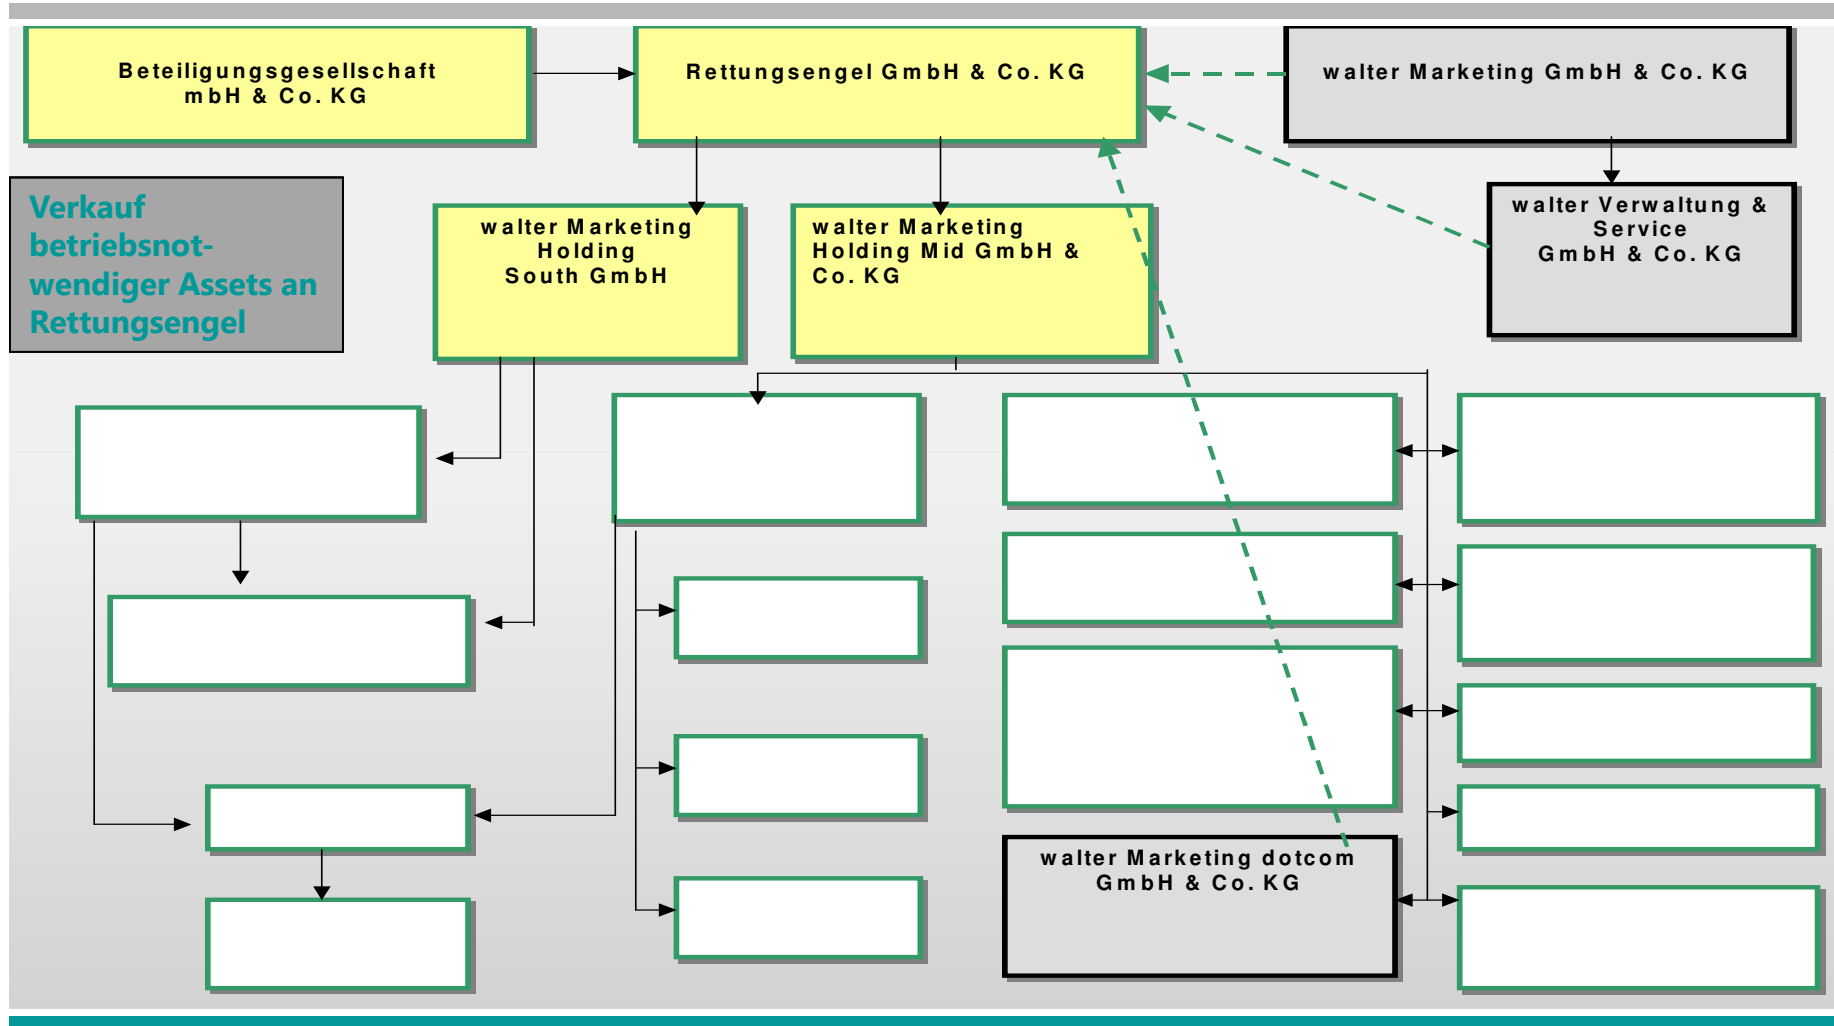 Beteiligungsgesellschaft
mbH & Co. KG
Rettungsengel GmbH & Co. KG
walter Marketing GmbH & Co. KG
Verkauf
betriebsnot-
wendiger Assets an
Rettungsengel
walter Marketing
Holding
South GmbH
walter Marketing
Holding Mid GmbH &
Co. KG
walter Verwaltung &
Service
GmbH & Co. KG
walter Marketing dotcom
GmbH & Co. KG